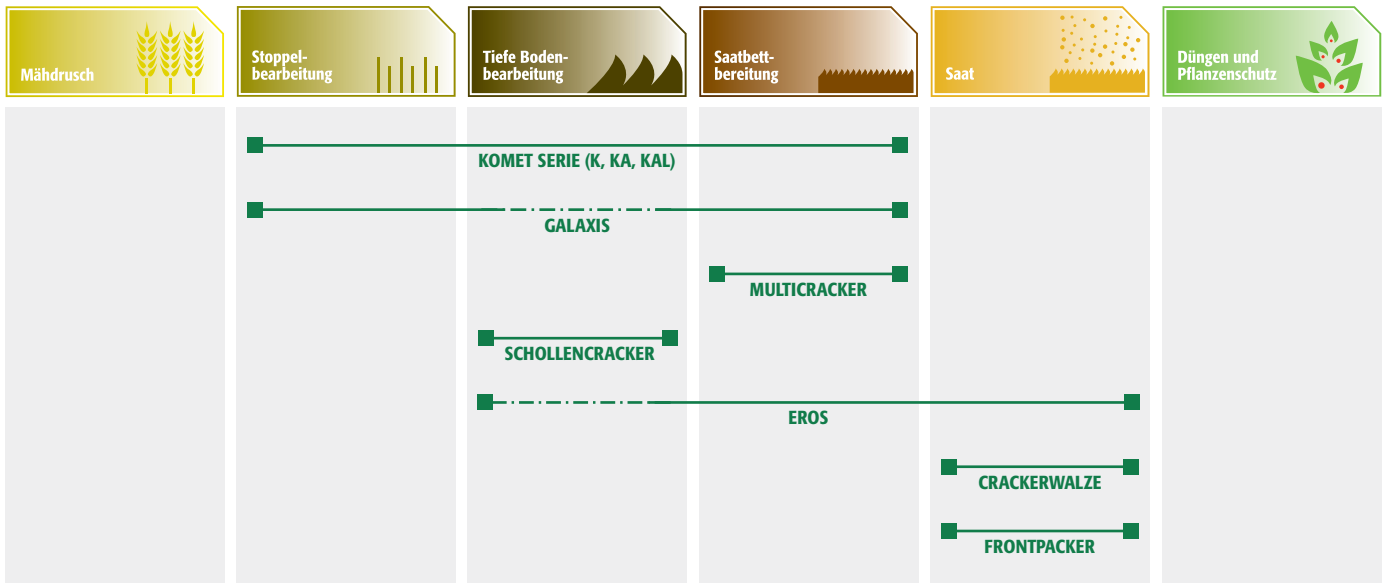 Mähdrusch
Stoppel-
bearbeitung
Tiefe Boden-
bearbeitung
Saatbett-
bereitung
Saat
Düngen und
Pflanzenschutz
KOMET SERIE (K, KA, KAL)
GALAXIS
MULTICRACKER
SCHOLLENCRACKER
EROS
CRACKERWALZE
FRONTPACKER